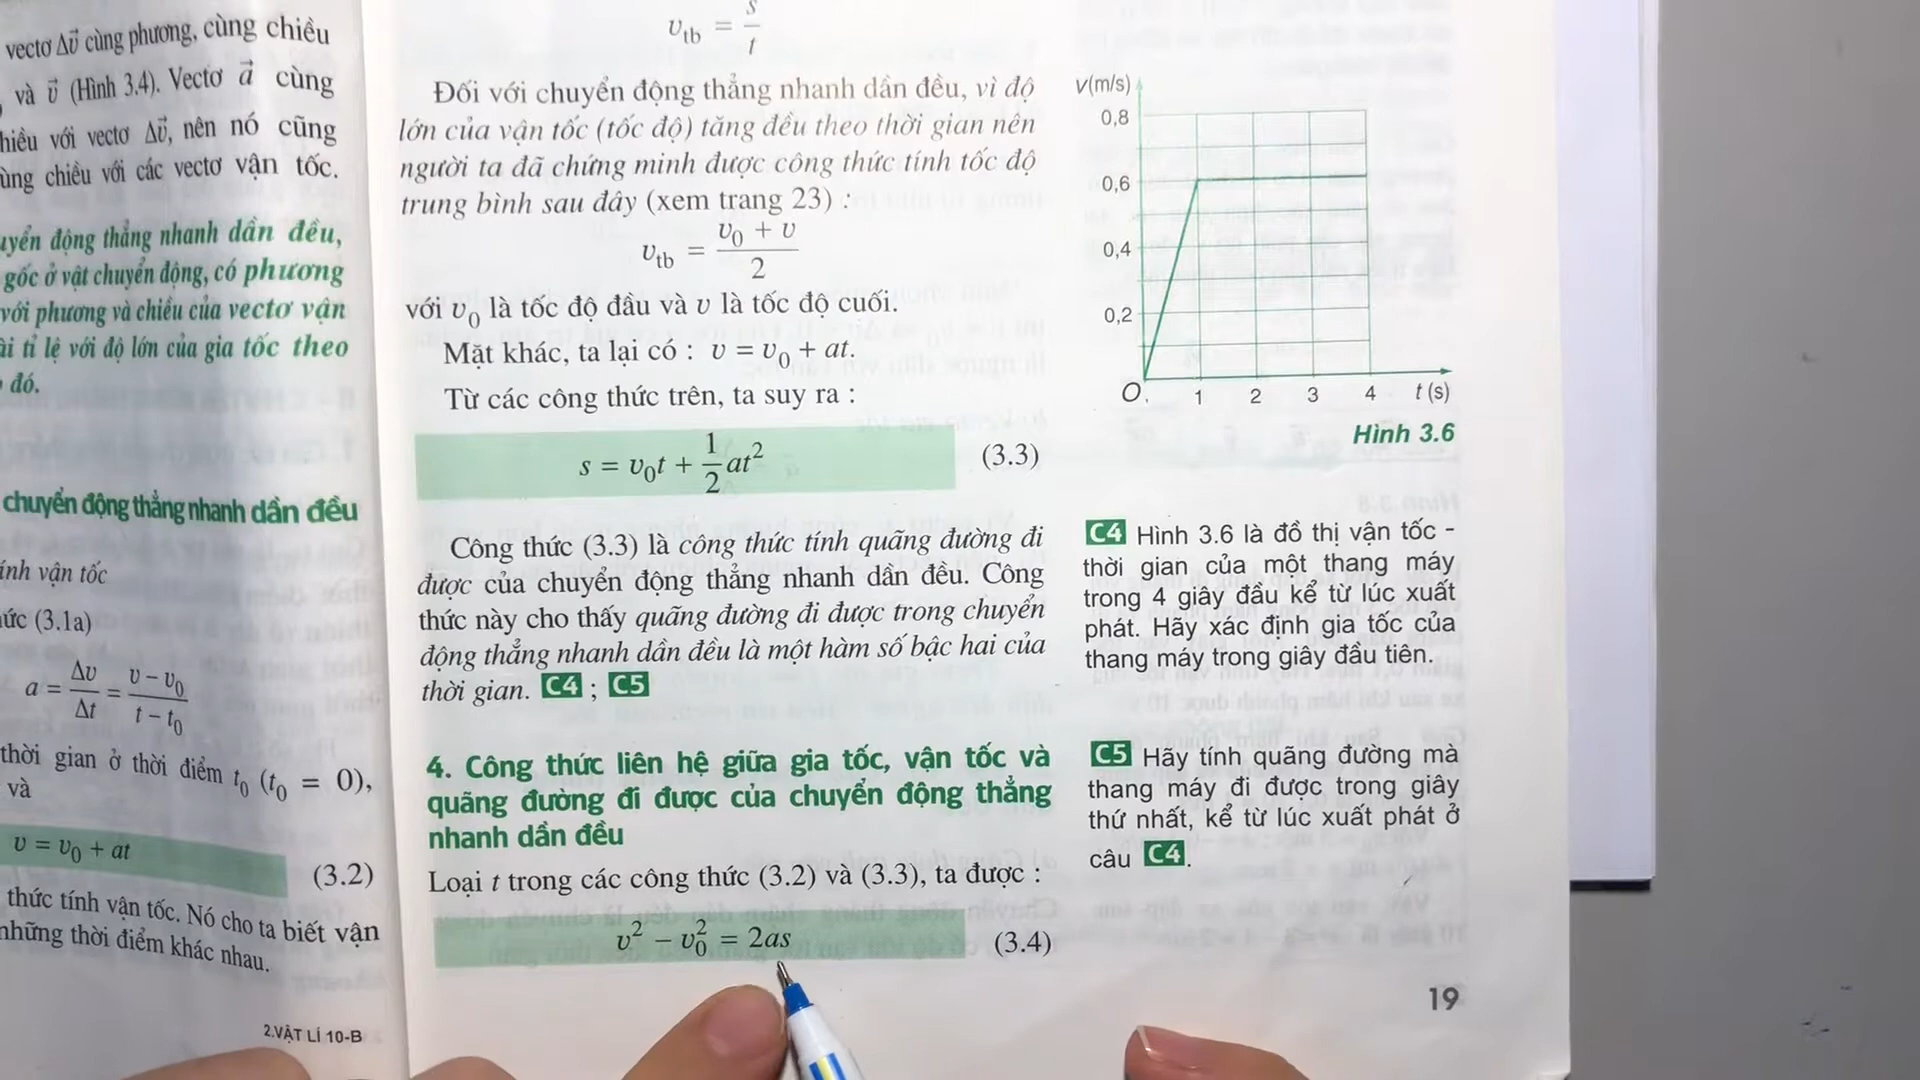 vectơ Δv⃗ cùng phương, cùng chiều
và v⃗ (Hình 3.4). Vectơ a⃗ cùng
hiều với vectơ Δv⃗, nên nó cũng
ùng chiều với các vectơ vận tốc.
uyển động thẳng nhanh dần đều,
gốc ở vật chuyển động, có phương
với phương và chiều của vectơ vận
ài tỉ lệ với độ lớn của gia tốc theo
đó.
chuyển động thẳng nhanh dần đều
ính vận tốc
ức (3.1a)
a = Δv/Δt = (v – v₀)/(t – t₀)
thời gian ở thời điểm t₀ (t₀ = 0),
và
v = v₀ + at
(3.2)
thức tính vận tốc. Nó cho ta biết vận
những thời điểm khác nhau.
2.VẬT LÍ 10-B
v_tb = s/t
Đối với chuyển động thẳng nhanh dần đều, vì độ
lớn của vận tốc (tốc độ) tăng đều theo thời gian nên
người ta đã chứng minh được công thức tính tốc độ
trung bình sau đây (xem trang 23) :
v_tb = (v₀ + v)/2
với v₀ là tốc độ đầu và v là tốc độ cuối.
Mặt khác, ta lại có : v = v₀ + at.
Từ các công thức trên, ta suy ra :
s = v₀t + 1/2 at²
(3.3)
Công thức (3.3) là công thức tính quãng đường đi
được của chuyển động thẳng nhanh dần đều. Công
thức này cho thấy quãng đường đi được trong chuyển
động thẳng nhanh dần đều là một hàm số bậc hai của
thời gian. C4 ; C5
4. Công thức liên hệ giữa gia tốc, vận tốc và
quãng đường đi được của chuyển động thẳng
nhanh dần đều
Loại t trong các công thức (3.2) và (3.3), ta được :
v² – v₀² = 2as
(3.4)
v(m/s)
0,8
0,6
0,4
0,2
O
1 2 3 4 t (s)
Hình 3.6
C4 Hình 3.6 là đồ thị vận tốc -
thời gian của một thang máy
trong 4 giây đầu kể từ lúc xuất
phát. Hãy xác định gia tốc của
thang máy trong giây đầu tiên.
C5 Hãy tính quãng đường mà
thang máy đi được trong giây
thứ nhất, kể từ lúc xuất phát ở
câu C4.
19